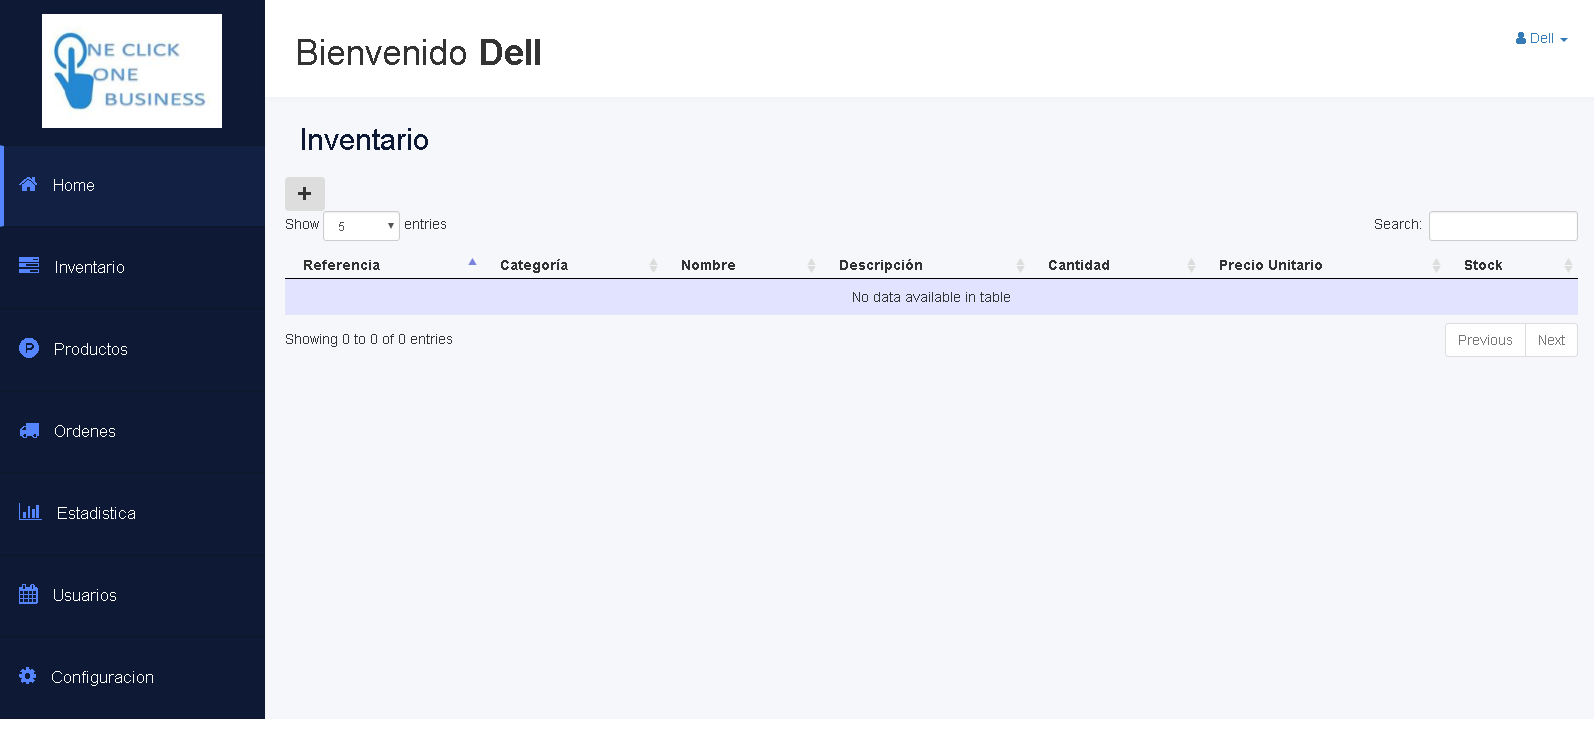 NE CLICK
ONE
BUSINESS
Home
Inventario
Productos
Ordenes
Estadistica
Usuarios
Configuracion
Bienvenido Dell
Dell
Inventario
+
Show 5 entries
Search:
Referencia Categoría Nombre Descripción Cantidad Precio Unitario Stock
No data available in table
Showing 0 to 0 of 0 entries
Previous Next